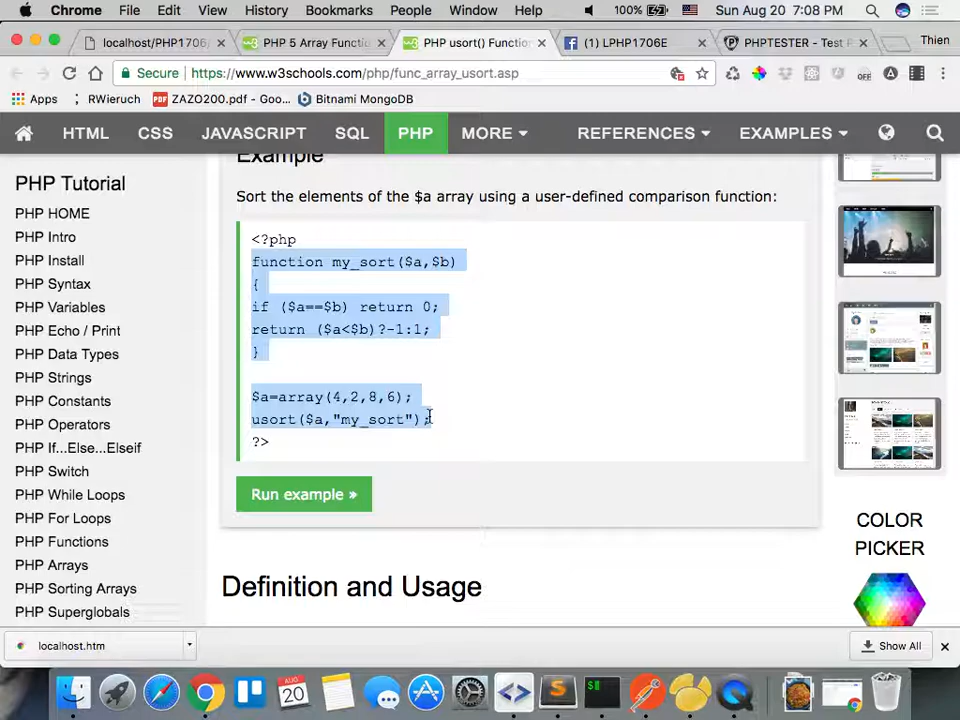 Chrome File Edit View History Bookmarks People Window Help 100% Sun Aug 20 7:08 PM
localhost/PHP1706/ PHP 5 Array Functio PHP usort() Function (1) LPHP1706E PHPTESTER - Test P Thien
Secure https://www.w3schools.com/php/func_array_usort.asp
Apps RWieruch ZAZO200.pdf - Goo... Bitnami MongoDB
HTML CSS JAVASCRIPT SQL PHP MORE REFERENCES EXAMPLES
Example
PHP Tutorial
PHP HOME
PHP Intro
PHP Install
PHP Syntax
PHP Variables
PHP Echo / Print
PHP Data Types
PHP Strings
PHP Constants
PHP Operators
PHP If...Else...Elseif
PHP Switch
PHP While Loops
PHP For Loops
PHP Functions
PHP Arrays
PHP Sorting Arrays
PHP Superglobals
Sort the elements of the $a array using a user-defined comparison function:
<?php
function my_sort($a,$b)
{
if ($a==$b) return 0;
return ($a<$b)?-1:1;
}
$a=array(4,2,8,6);
usort($a,"my_sort");
?>
Run example »
Definition and Usage
COLOR
PICKER
localhost.htm
Show All
AUG
20